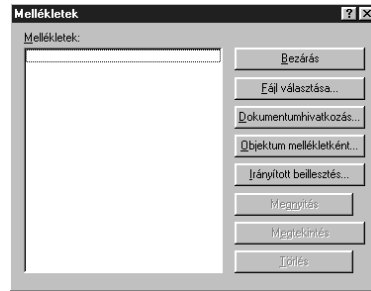 Mellékletek
Mellékletek:
Bezárás
Fájl választása...
Dokumentumhivatkozás...
Objektum mellékletként...
Irányított beillesztés...
Megnyitás
Megtekintés
Törlés